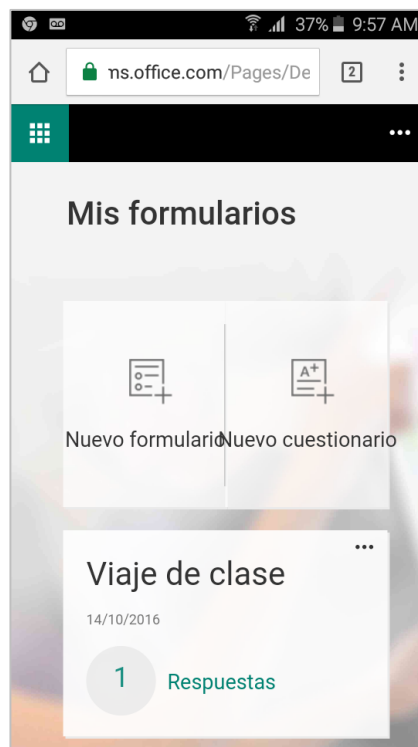 37% 9:57 AM
ns.office.com/Pages/De 2
Mis formularios
A+
Nuevo formulario Nuevo cuestionario
Viaje de clase
14/10/2016
1 Respuestas